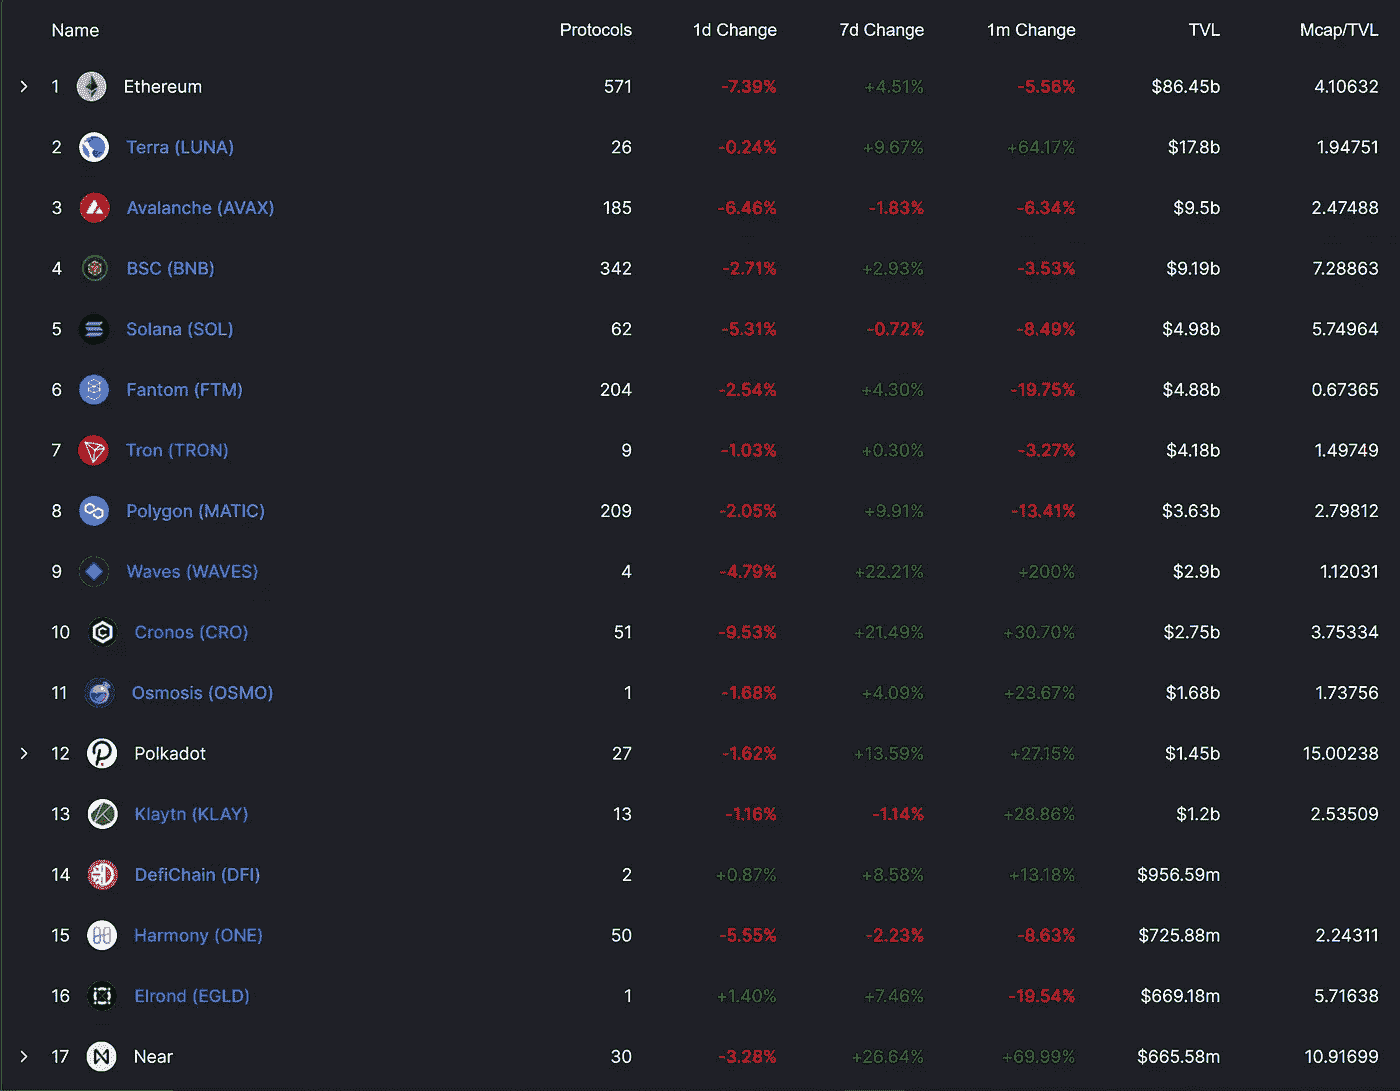 Name Protocols 1d Change 7d Change 1m Change TVL Mcap/TVL
1 Ethereum 571 -7.39% +4.51% -5.56% $86.45b 4.10632
2 Terra (LUNA) 26 -0.24% +9.67% +64.17% $17.8b 1.94751
3 Avalanche (AVAX) 185 -6.46% -1.83% -6.34% $9.5b 2.47488
4 BSC (BNB) 342 -2.71% +2.93% -3.53% $9.19b 7.28863
5 Solana (SOL) 62 -5.31% -0.72% -8.49% $4.98b 5.74964
6 Fantom (FTM) 204 -2.54% +4.30% -19.75% $4.88b 0.67365
7 Tron (TRON) 9 -1.03% +0.30% -3.27% $4.18b 1.49749
8 Polygon (MATIC) 209 -2.05% +9.91% -13.41% $3.63b 2.79812
9 Waves (WAVES) 4 -4.79% +22.21% +200% $2.9b 1.12031
10 Cronos (CRO) 51 -9.53% +21.49% +30.70% $2.75b 3.75334
11 Osmosis (OSMO) 1 -1.68% +4.09% +23.67% $1.68b 1.73756
12 Polkadot 27 -1.62% +13.59% +27.15% $1.45b 15.00238
13 Klaytn (KLAY) 13 -1.16% -1.14% +28.86% $1.2b 2.53509
14 DefiChain (DFI) 2 +0.87% +8.58% +13.18% $956.59m
15 Harmony (ONE) 50 -5.55% -2.23% -8.63% $725.88m 2.24311
16 Elrond (EGLD) 1 +1.40% +7.46% -19.54% $669.18m 5.71638
17 Near 30 -3.28% +26.64% +69.99% $665.58m 10.91699